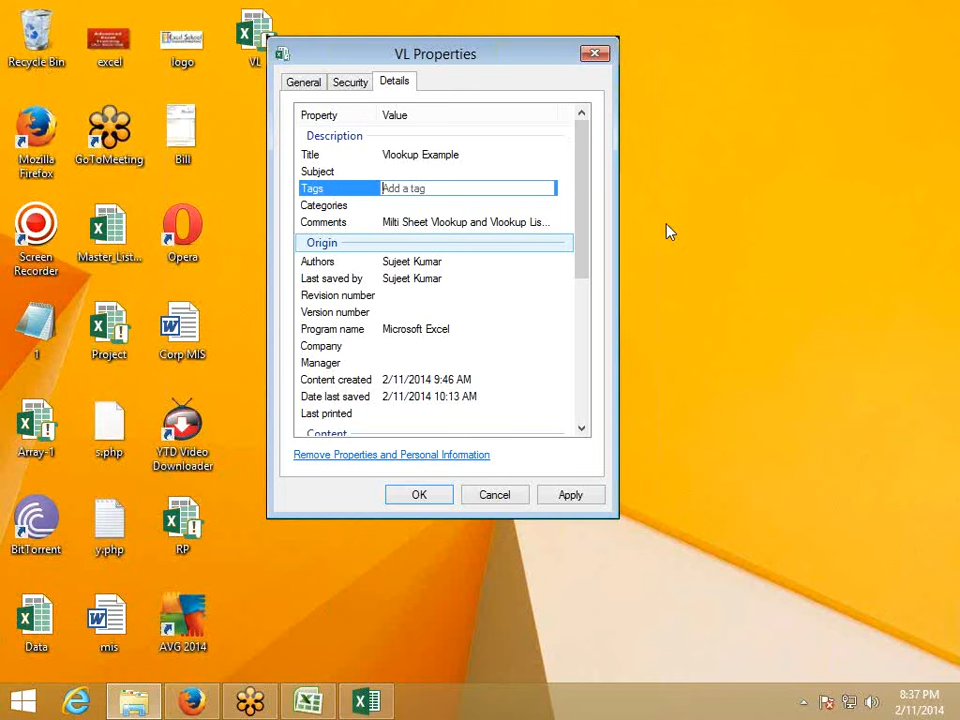 Recycle Bin
excel
logo
VL
Mozilla
Firefox
GoToMeeting
Bill
Screen
Recorder
Master_List...
Opera
1
Project
Corp MIS
Array-1
s.php
YTD Video
Downloader
BitTorrent
y.php
RP
Data
mis
AVG 2014
VL Properties
General
Security
Details
Property Value
Description
Title Vlookup Example
Subject
Tags Add a tag
Categories
Comments Milti Sheet Vlookup and Vlookup Lis...
Origin
Authors Sujeet Kumar
Last saved by Sujeet Kumar
Revision number
Version number
Program name Microsoft Excel
Company
Manager
Content created 2/11/2014 9:46 AM
Date last saved 2/11/2014 10:13 AM
Last printed
Content
Remove Properties and Personal Information
OK
Cancel
Apply
8:37 PM
2/11/2014